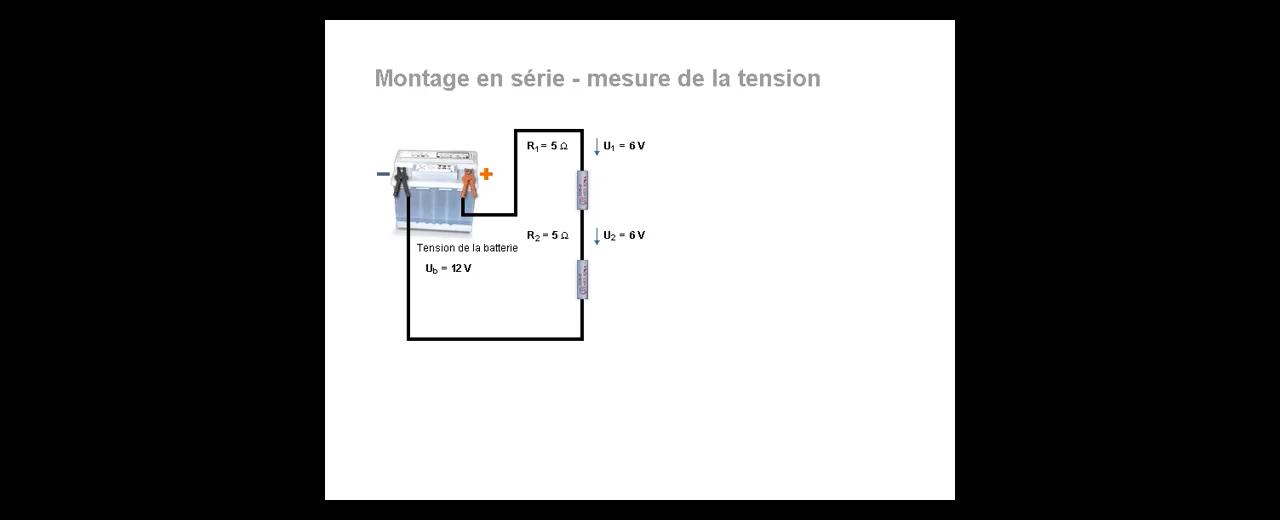 Montage en série - mesure de la tension
R1 = 5 Ω
U1 = 6 V
− +
R2 = 5 Ω
U2 = 6 V
Tension de la batterie
Ub = 12 V